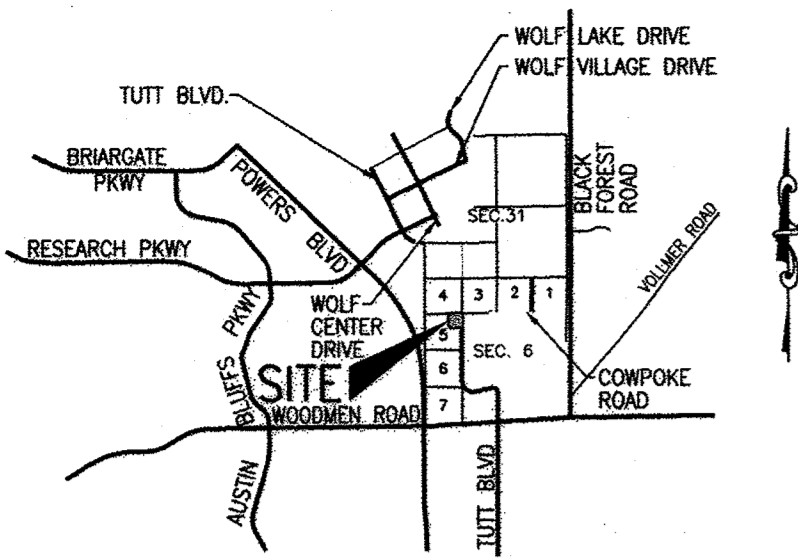 WOLF LAKE DRIVE
WOLF VILLAGE DRIVE
TUTT BLVD.
BRIARGATE
PKWY
POWERS
BLVD
BLACK
FOREST
ROAD
SEC.31
VOLLMER ROAD
RESEARCH PKWY
WOLF
CENTER
DRIVE
4
3
2
1
5
SEC. 6
6
7
SITE
COWPOKE
ROAD
BLUFFS
PKWY
WOODMEN ROAD
AUSTIN
TUTT BLVD